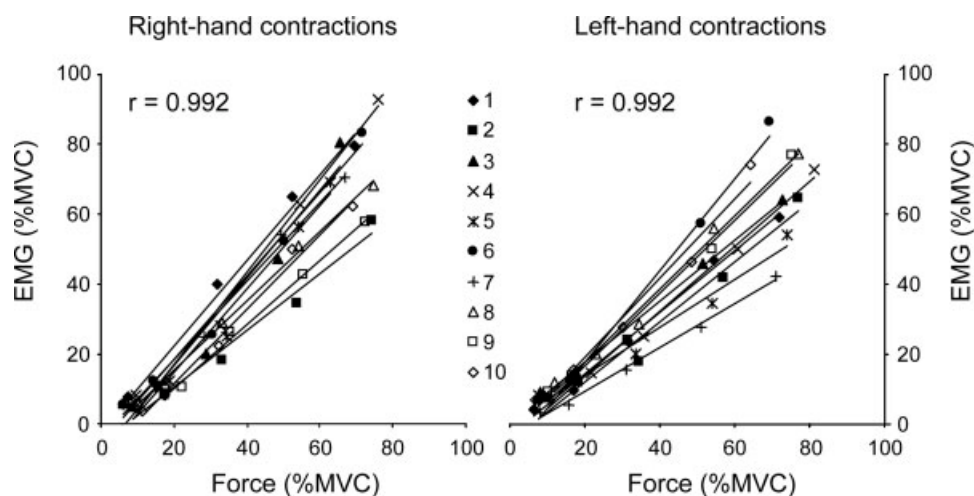 Right-hand contractions
Left-hand contractions
r = 0.992
r = 0.992
EMG (%MVC)
100
80
60
40
20
0
0 20 40 60 80 100
Force (%MVC)
1
2
3
4
5
6
7
8
9
10
0 20 40 60 80 100
Force (%MVC)
100
80
60
40
20
0
EMG (%MVC)